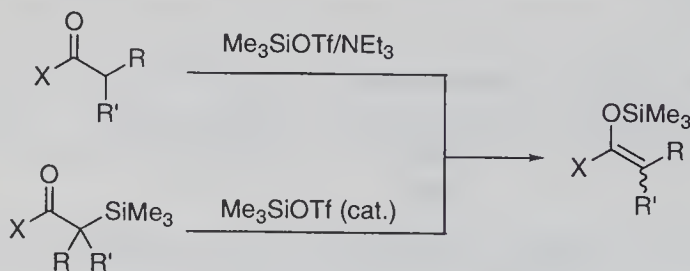 O
X R
R'
Me₃SiOTf/NEt₃
OSiMe₃
X R
R'
O
X SiMe₃
R R'
Me₃SiOTf (cat.)